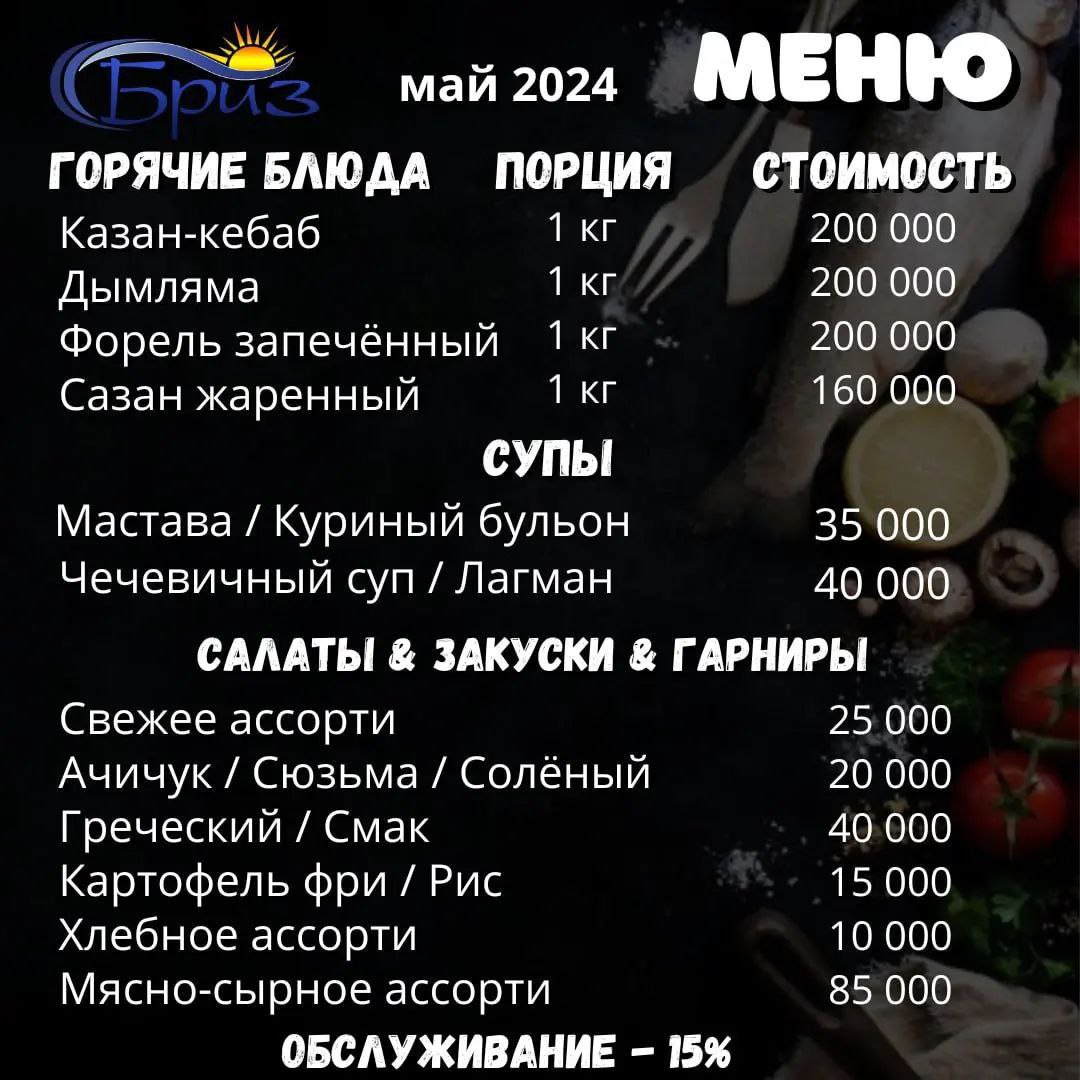 Бриз май 2024 МЕНЮ
ГОРЯЧИЕ БЛЮДА ПОРЦИЯ СТОИМОСТЬ
Казан-кебаб 1 кг 200 000
Дымляма 1 кг 200 000
Форель запечённый 1 кг 200 000
Сазан жаренный 1 кг 160 000
СУПЫ
Мастава / Куриный бульон 35 000
Чечевичный суп / Лагман 40 000
САЛАТЫ & ЗАКУСКИ & ГАРНИРЫ
Свежее ассорти 25 000
Ачичук / Сюзьма / Солёный 20 000
Греческий / Смак 40 000
Картофель фри / Рис 15 000
Хлебное ассорти 10 000
Мясно-сырное ассорти 85 000
ОБСЛУЖИВАНИЕ – 15%